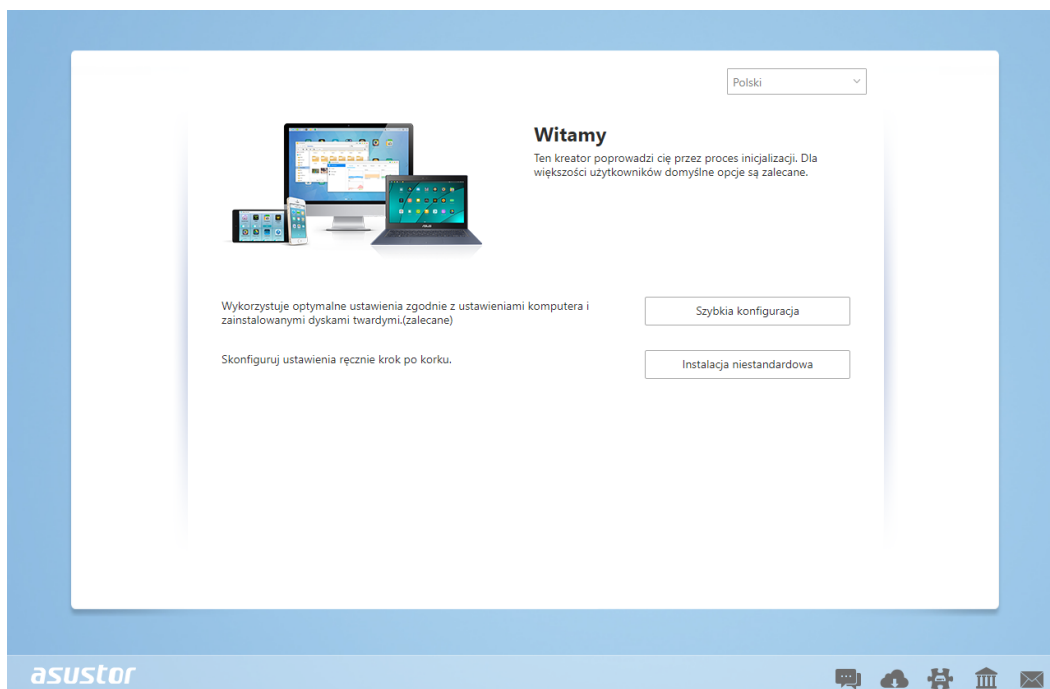 Polski
Witamy
Ten kreator poprowadzi cię przez proces inicjalizacji. Dla
większości użytkowników domyślne opcje są zalecane.
Wykorzystuje optymalne ustawienia zgodnie z ustawieniami komputera i
zainstalowanymi dyskami twardymi.(zalecane)
Szybkia konfiguracja
Skonfiguruj ustawienia ręcznie krok po korku.
Instalacja niestandardowa
asustor